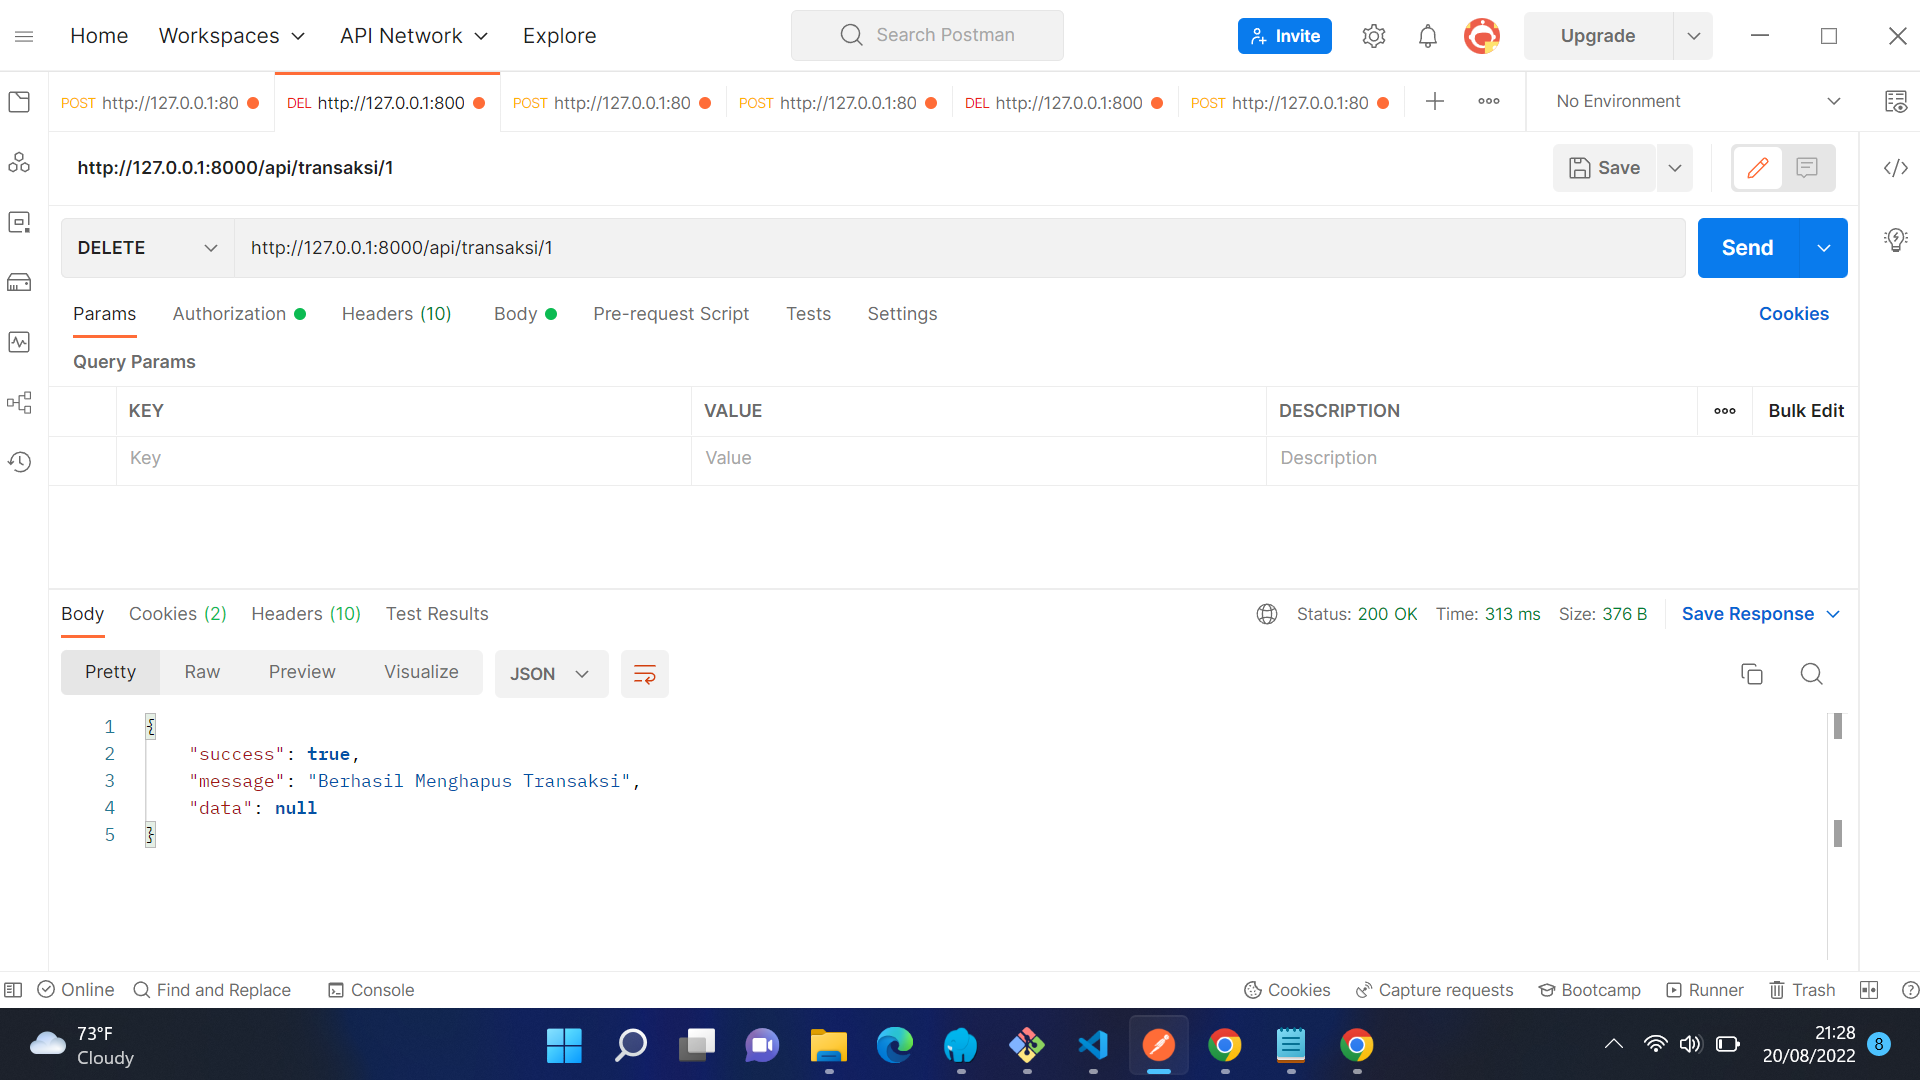 Home Workspaces API Network Explore Search Postman Invite Upgrade
POST http://127.0.0.1:80 DEL http://127.0.0.1:800 POST http://127.0.0.1:80 POST http://127.0.0.1:80 DEL http://127.0.0.1:800 POST http://127.0.0.1:80 No Environment
http://127.0.0.1:8000/api/transaksi/1 Save
DELETE http://127.0.0.1:8000/api/transaksi/1 Send
Params Authorization Headers (10) Body Pre-request Script Tests Settings Cookies
Query Params
KEY VALUE DESCRIPTION Bulk Edit
Key Value Description
Body Cookies (2) Headers (10) Test Results Status: 200 OK Time: 313 ms Size: 376 B Save Response
Pretty Raw Preview Visualize JSON
1 {
2 "success": true,
3 "message": "Berhasil Menghapus Transaksi",
4 "data": null
5 }
Online Find and Replace Console Cookies Capture requests Bootcamp Runner Trash
73°F
Cloudy
21:28
20/08/2022
8